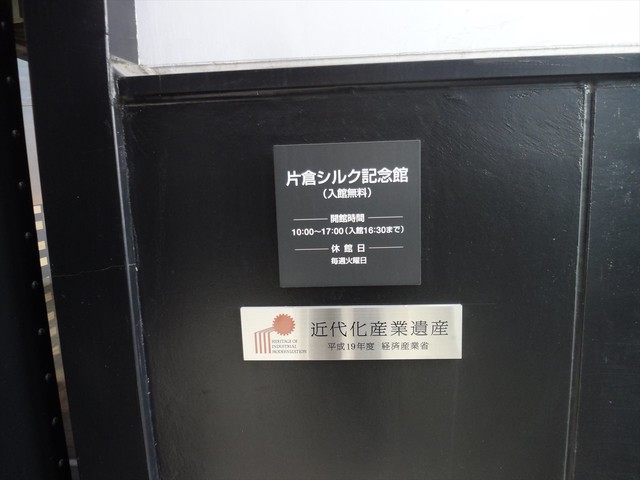 片倉シルク記念館
(入館無料)
開館時間
10:00～17:00(入館16:30まで)
休館日
毎週火曜日
近代化産業遺産
HERITAGE OF
INDUSTRIAL
MODERNIZATION
平成19年度 経済産業省